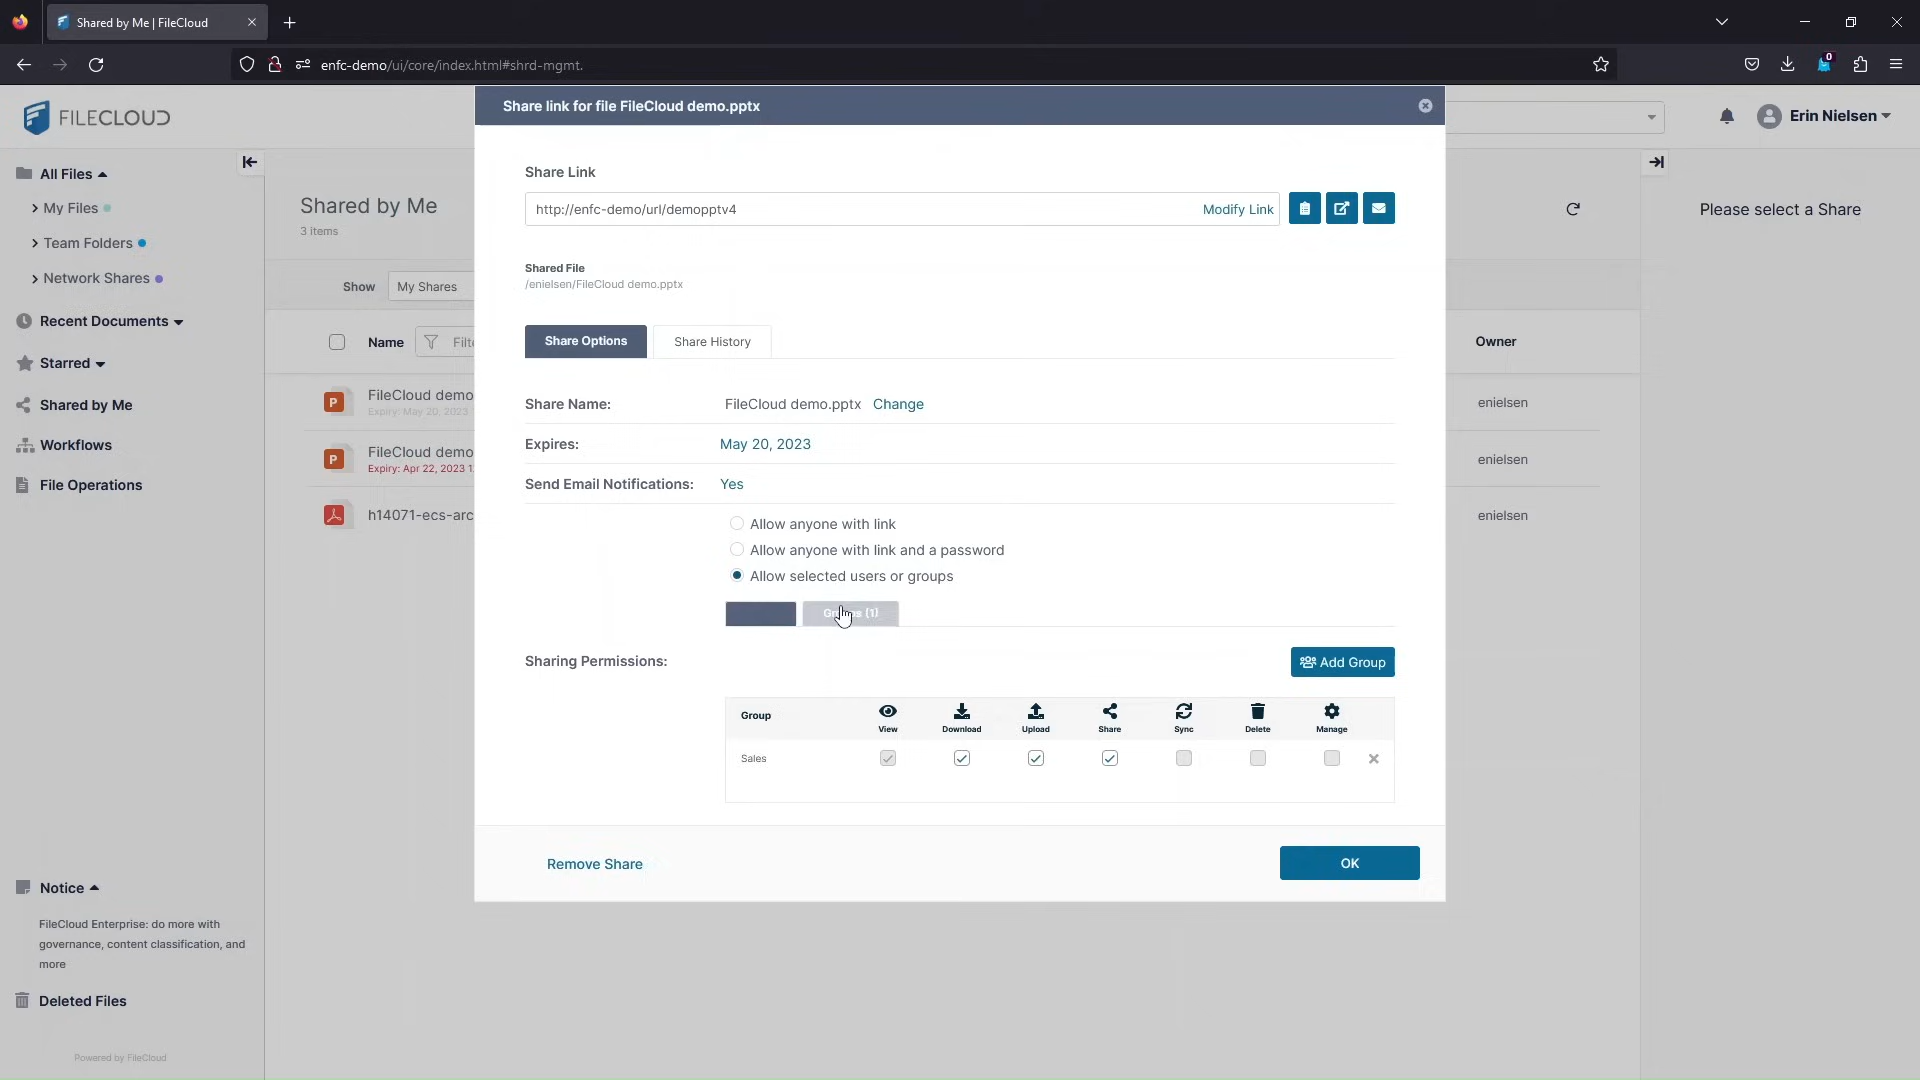 Shared by Me | FileCloud
enfc-demo/ui/core/index.html#shrd-mgmt.
0
FILECLOUD
Erin Nielsen
All Files
My Files
Team Folders
Network Shares
Recent Documents
Starred
Shared by Me
Workflows
File Operations
Notice
FileCloud Enterprise: do more with
governance, content classification, and
more
Deleted Files
Powered by FileCloud
Shared by Me
3 items
Show My Shares
Name Filte
Owner
FileCloud demo
Expiry: May 20, 2023
enielsen
FileCloud demo
Expiry: Apr 22, 2023 1
enielsen
h14071-ecs-arc
enielsen
Please select a Share
Share link for file FileCloud demo.pptx
Share Link
http://enfc-demo/url/demopptv4 Modify Link
Shared File
/enielsen/FileCloud demo.pptx
Share Options Share History
Share Name: FileCloud demo.pptx Change
Expires: May 20, 2023
Send Email Notifications: Yes
Allow anyone with link
Allow anyone with link and a password
Allow selected users or groups
(1)
Sharing Permissions: Add Group
Group View Download Upload Share Sync Delete Manage
Sales
Remove Share OK